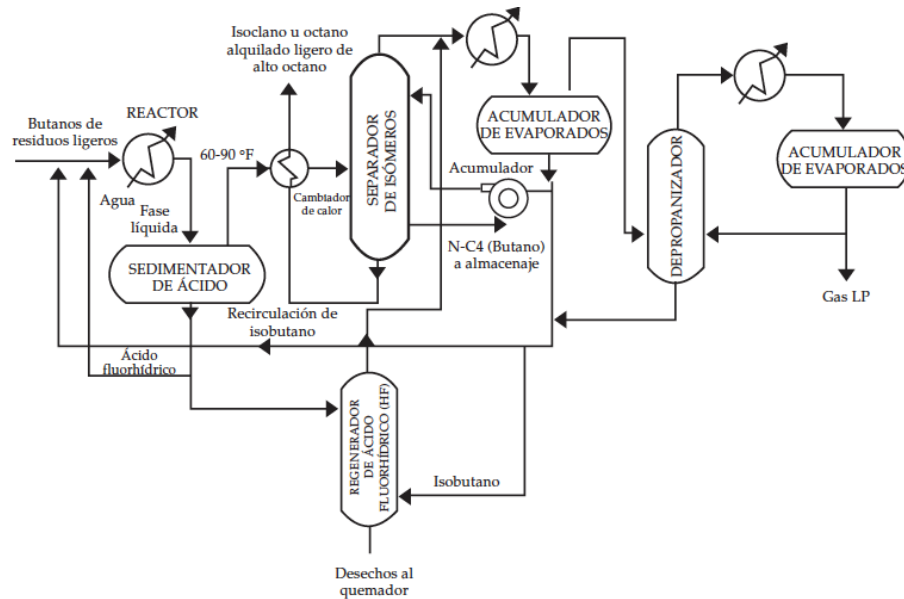 Isoclano u octano
alquilado ligero de
alto octano
REACTOR
Butanos de
residuos ligeros
60-90 °F
Agua
Fase
líquida
Cambiador
de calor
SEPARADOR
DE ISÓMEROS
ACUMULADOR
DE EVAPORADOS
Acumulador
N-C4 (Butano)
a almacenaje
DEPROPANIZADOR
ACUMULADOR
DE EVAPORADOS
Gas LP
SEDIMENTADOR
DE ÁCIDO
Recirculación de
isobutano
Ácido
fluorhídrico
REGENERADOR
DE ÁCIDO
FLUORHÍDRICO (HF)
Isobutano
Desechos al
quemador